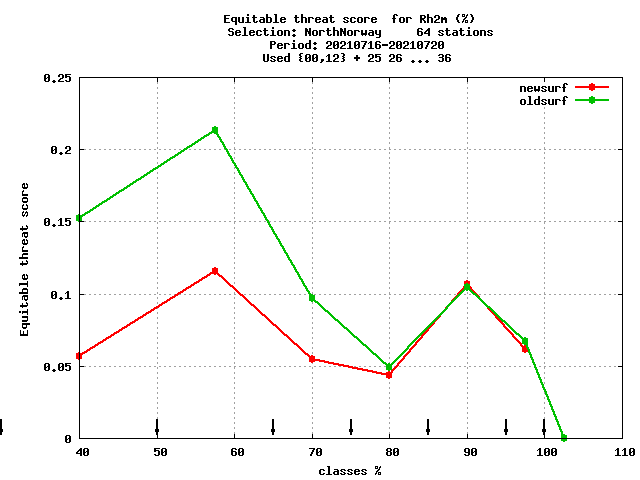 Equitable threat score for Rh2m (%)
Selection: NorthNorway 64 stations
Period: 20210716-20210720
Used {00,12} + 25 26 ... 36
newsurf
oldsurf
0.25
0.2
0.15
0.1
0.05
0
Equitable threat score
40 50 60 70 80 90 100 110
classes %